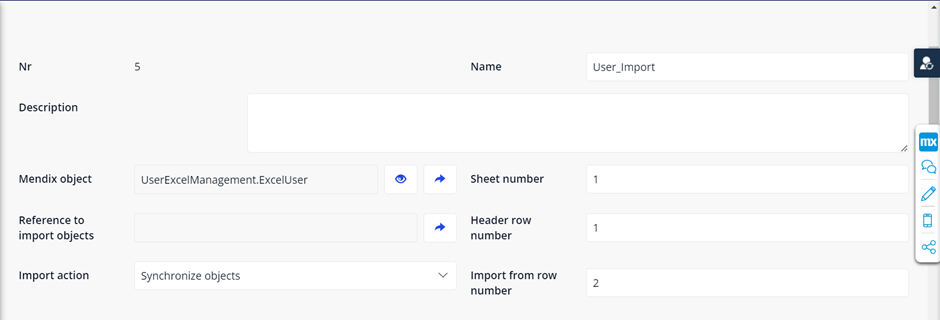 Nr 5 Name User_Import
Description
Mendix object UserExcelManagement.ExcelUser Sheet number 1
Reference to
import objects
Header row
number
1
Import action Synchronize objects Import from row
number
2
mx